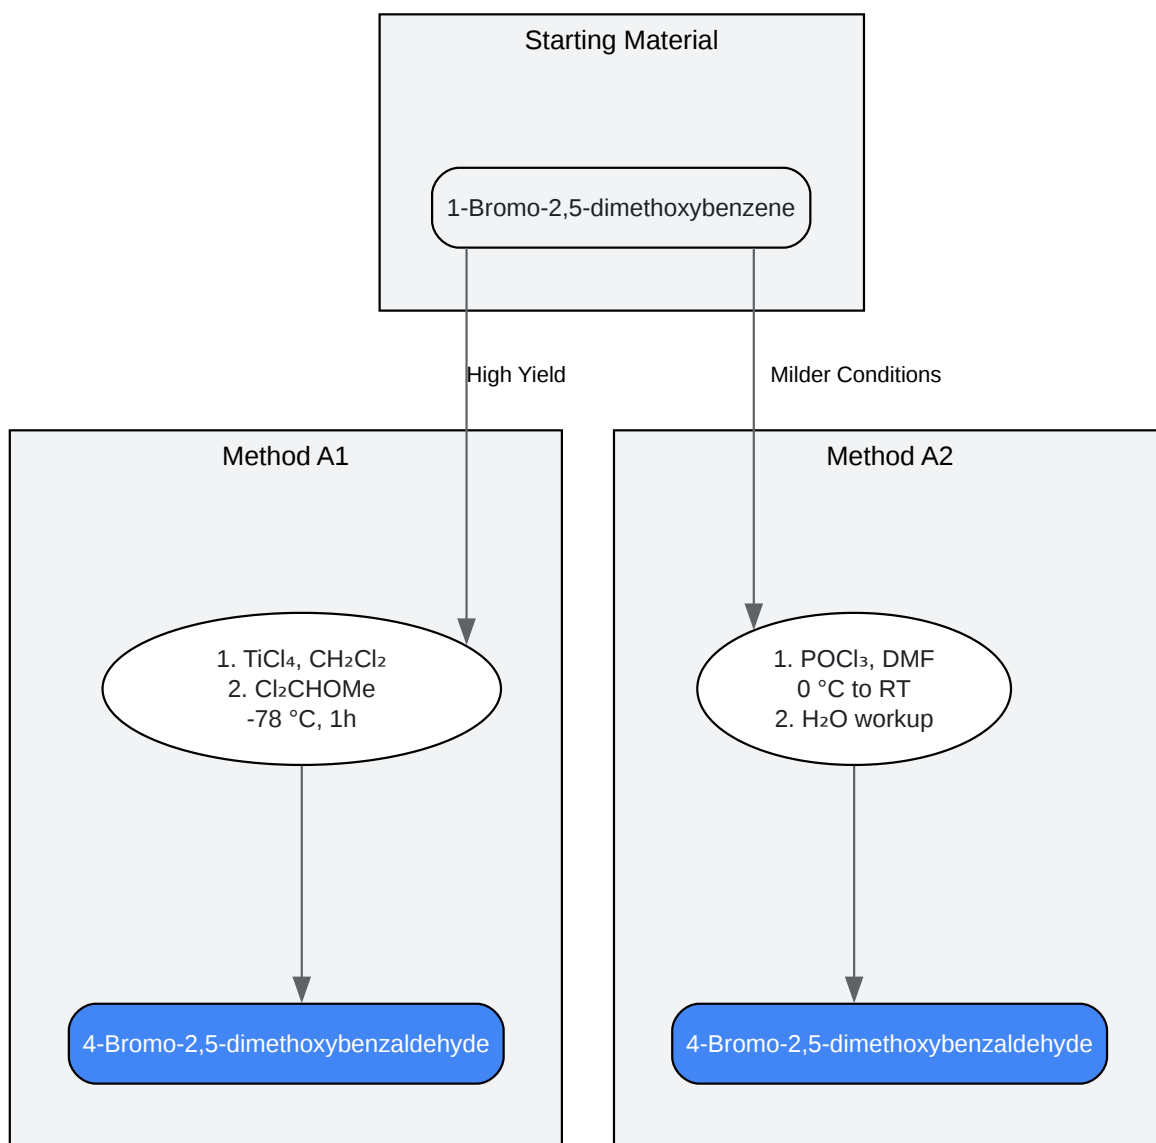 Starting Material
1-Bromo-2,5-dimethoxybenzene
High Yield
Milder Conditions
Method A1
1. TiCl₄, CH₂Cl₂
2. Cl₂CHOMe
-78 °C, 1h
4-Bromo-2,5-dimethoxybenzaldehyde
Method A2
1. POCl₃, DMF
0 °C to RT
2. H₂O workup
4-Bromo-2,5-dimethoxybenzaldehyde